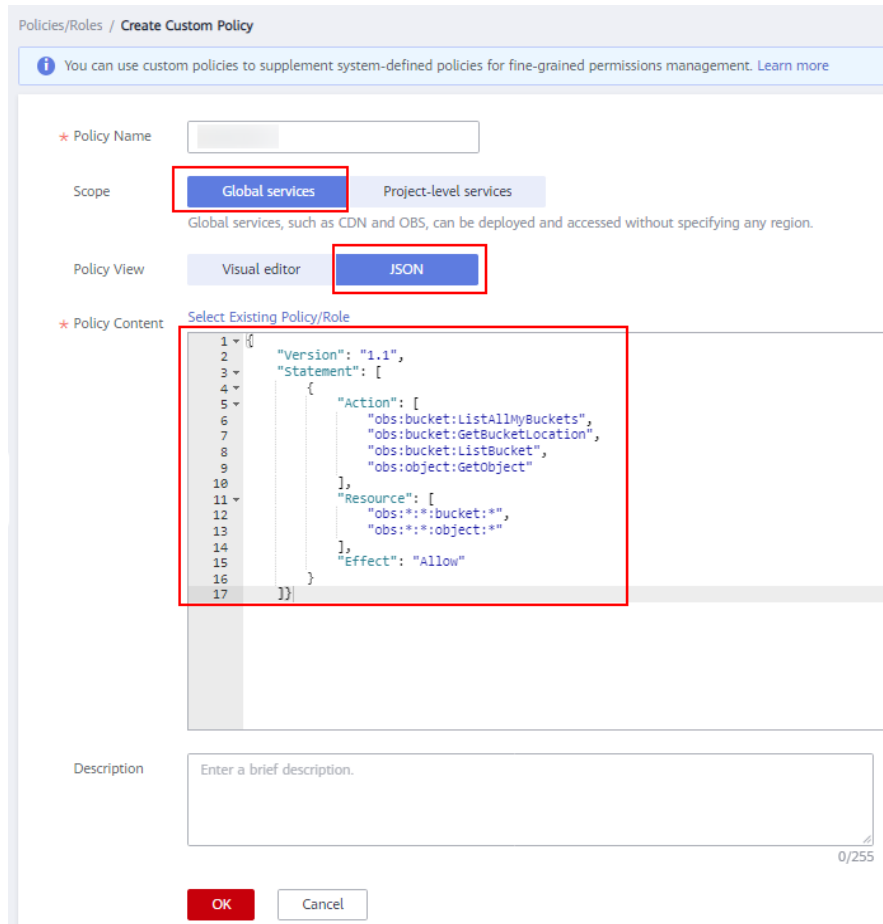 Policies/Roles / Create Custom Policy
You can use custom policies to supplement system-defined policies for fine-grained permissions management. Learn more
* Policy Name
Scope
Global services
Project-level services
Global services, such as CDN and OBS, can be deployed and accessed without specifying any region.
Policy View
Visual editor
JSON
* Policy Content
Select Existing Policy/Role
1 {
2 "Version": "1.1",
3 "Statement": [
4 {
5 "Action": [
6 "obs:bucket:ListAllMyBuckets",
7 "obs:bucket:GetBucketLocation",
8 "obs:bucket:ListBucket",
9 "obs:object:GetObject"
10 ],
11 "Resource": [
12 "obs:*:*:bucket:*",
13 "obs:*:*:object:*"
14 ],
15 "Effect": "Allow"
16 }
17 ]}
Description
Enter a brief description.
0/255
OK
Cancel